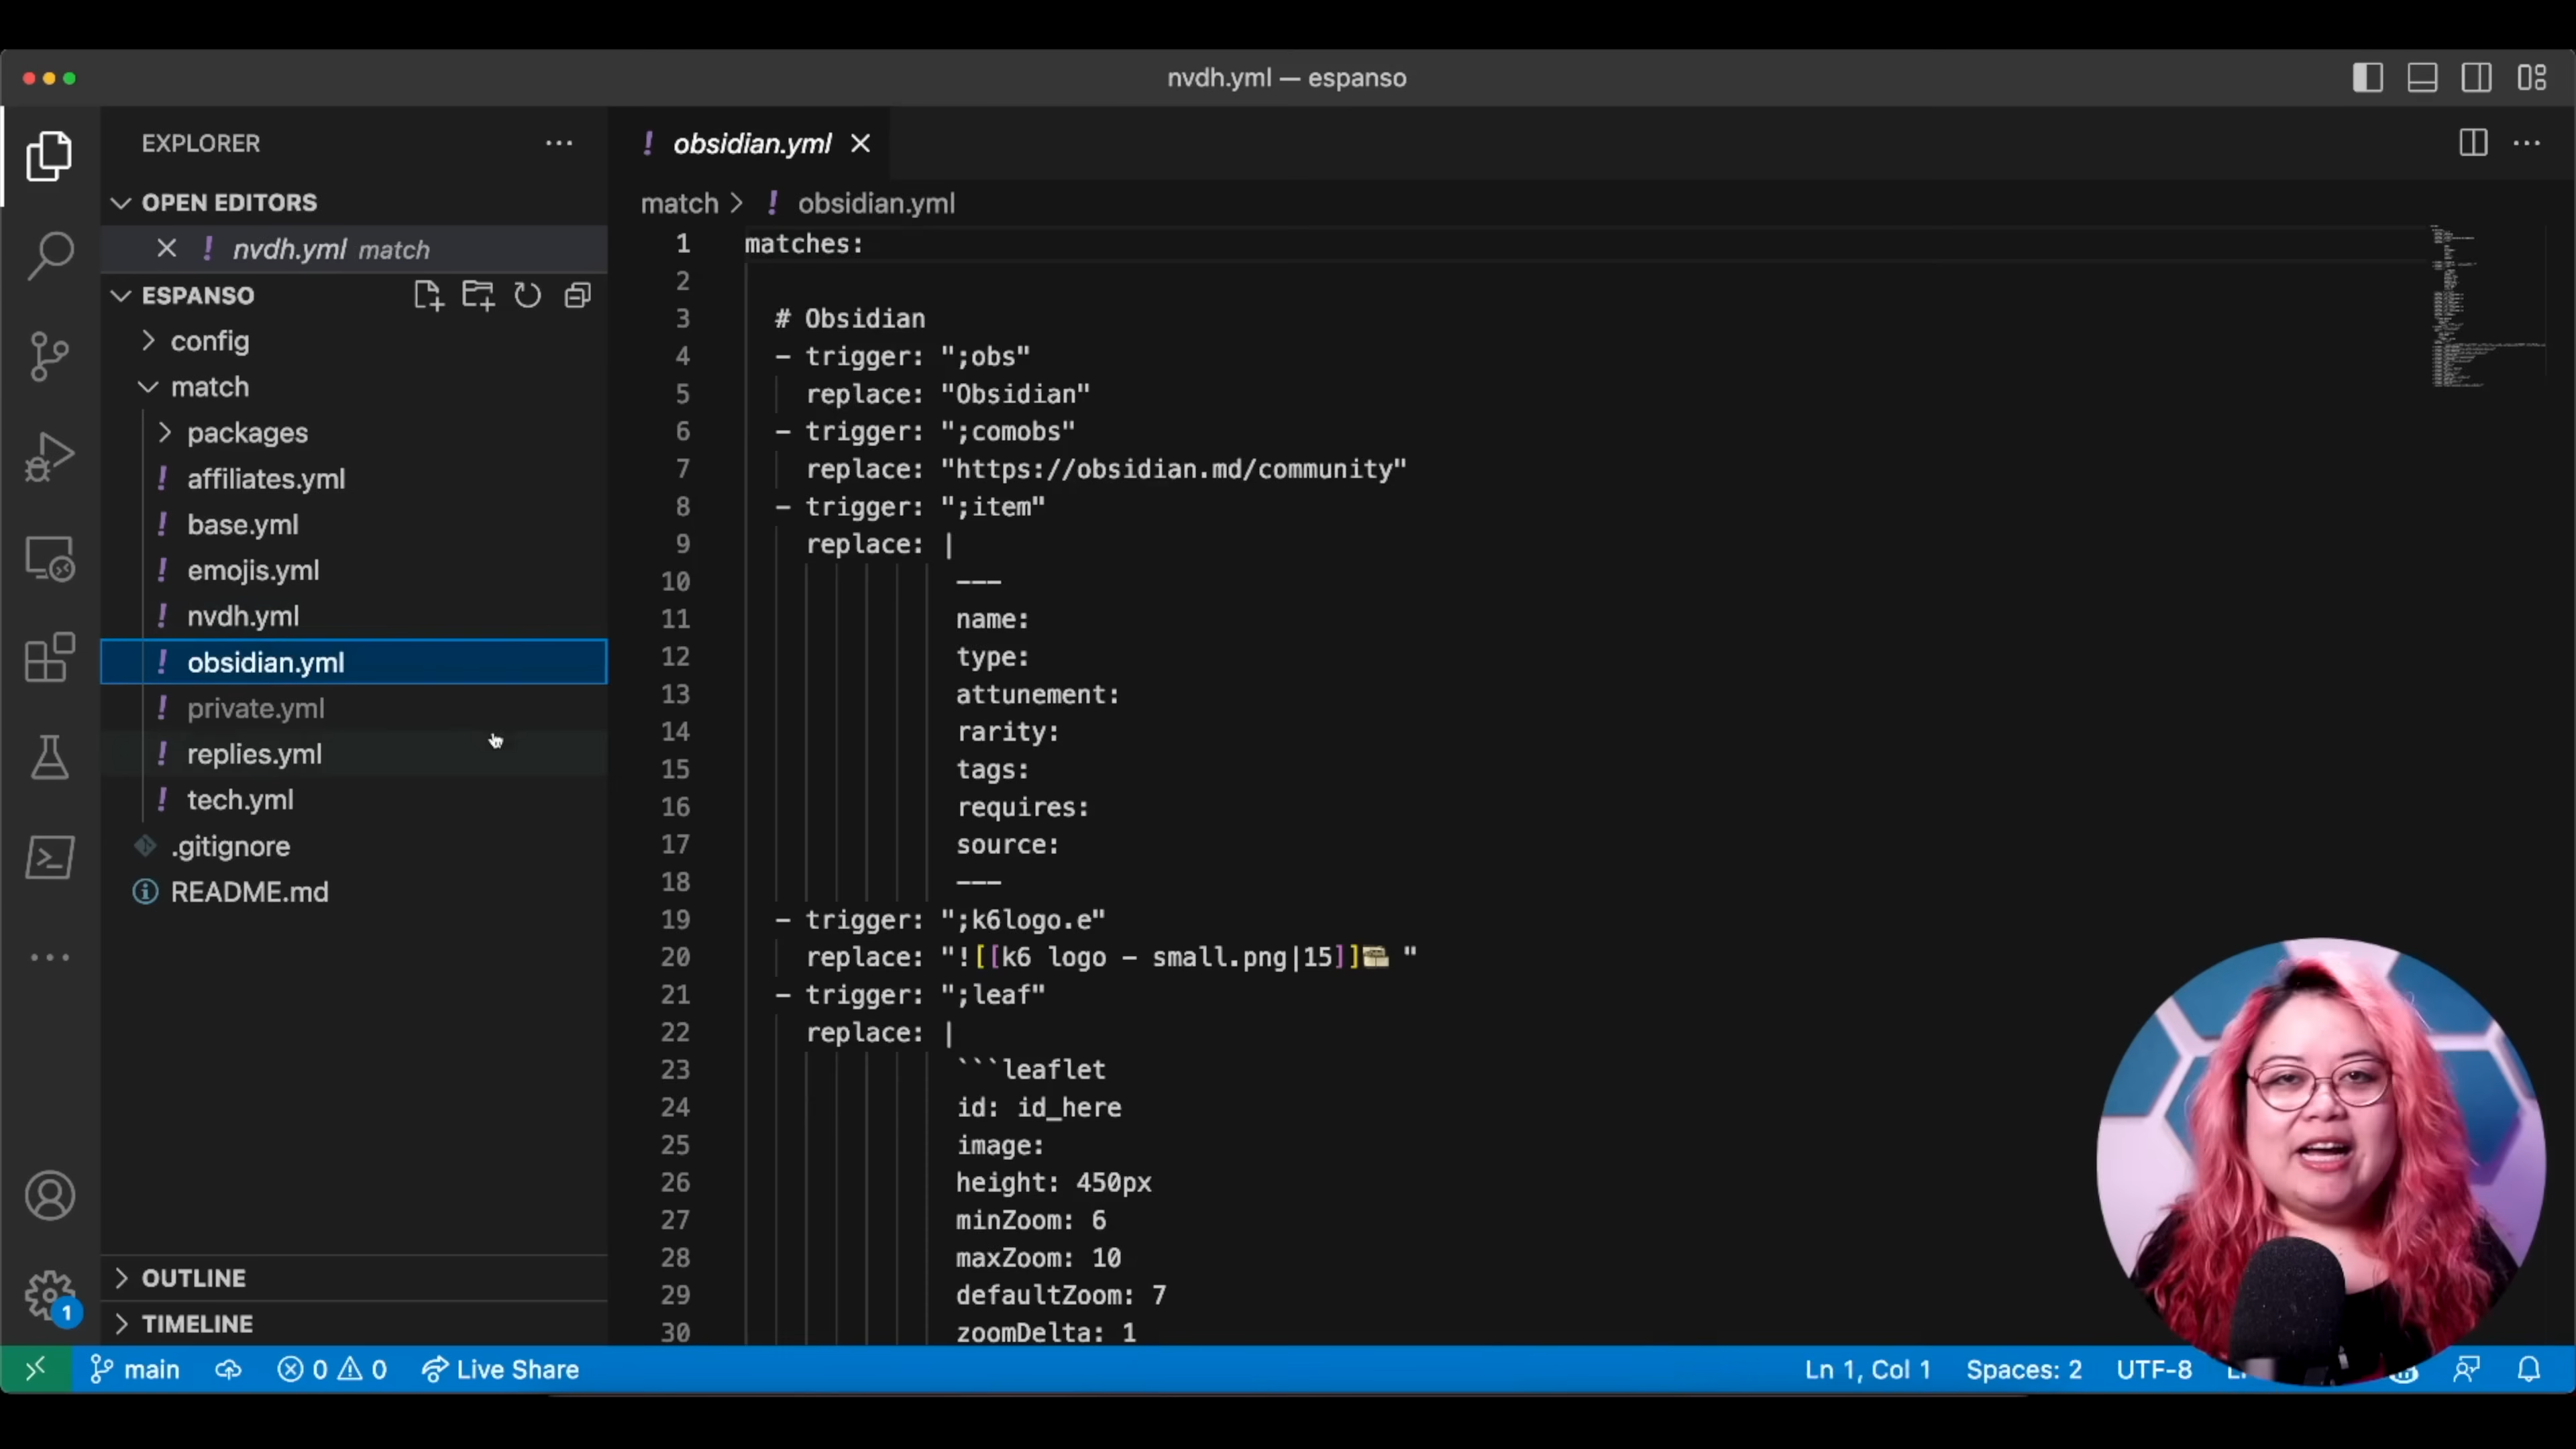 nvdh.yml — espanso
EXPLORER
OPEN EDITORS
nvdh.yml match
ESPANSO
config
match
packages
! affiliates.yml
! base.yml
! emojis.yml
! nvdh.yml
! obsidian.yml
! private.yml
! replies.yml
! tech.yml
.gitignore
README.md
OUTLINE
TIMELINE
1
! obsidian.yml
match > ! obsidian.yml
1 matches:
2
3 # Obsidian
4 - trigger: ";obs"
5 replace: "Obsidian"
6 - trigger: ";comobs"
7 replace: "https://obsidian.md/community"
8 - trigger: ";item"
9 replace: |
10 ---
11 name:
12 type:
13 attunement:
14 rarity:
15 tags:
16 requires:
17 source:
18 ---
19 - trigger: ";k6logo.e"
20 replace: "![[k6 logo - small.png|15]]🗃 "
21 - trigger: ";leaf"
22 replace: |
23 ```leaflet
24 id: id_here
25 image:
26 height: 450px
27 minZoom: 6
28 maxZoom: 10
29 defaultZoom: 7
30 zoomDelta: 1
main 0 0 Live Share Ln 1, Col 1 Spaces: 2 UTF-8